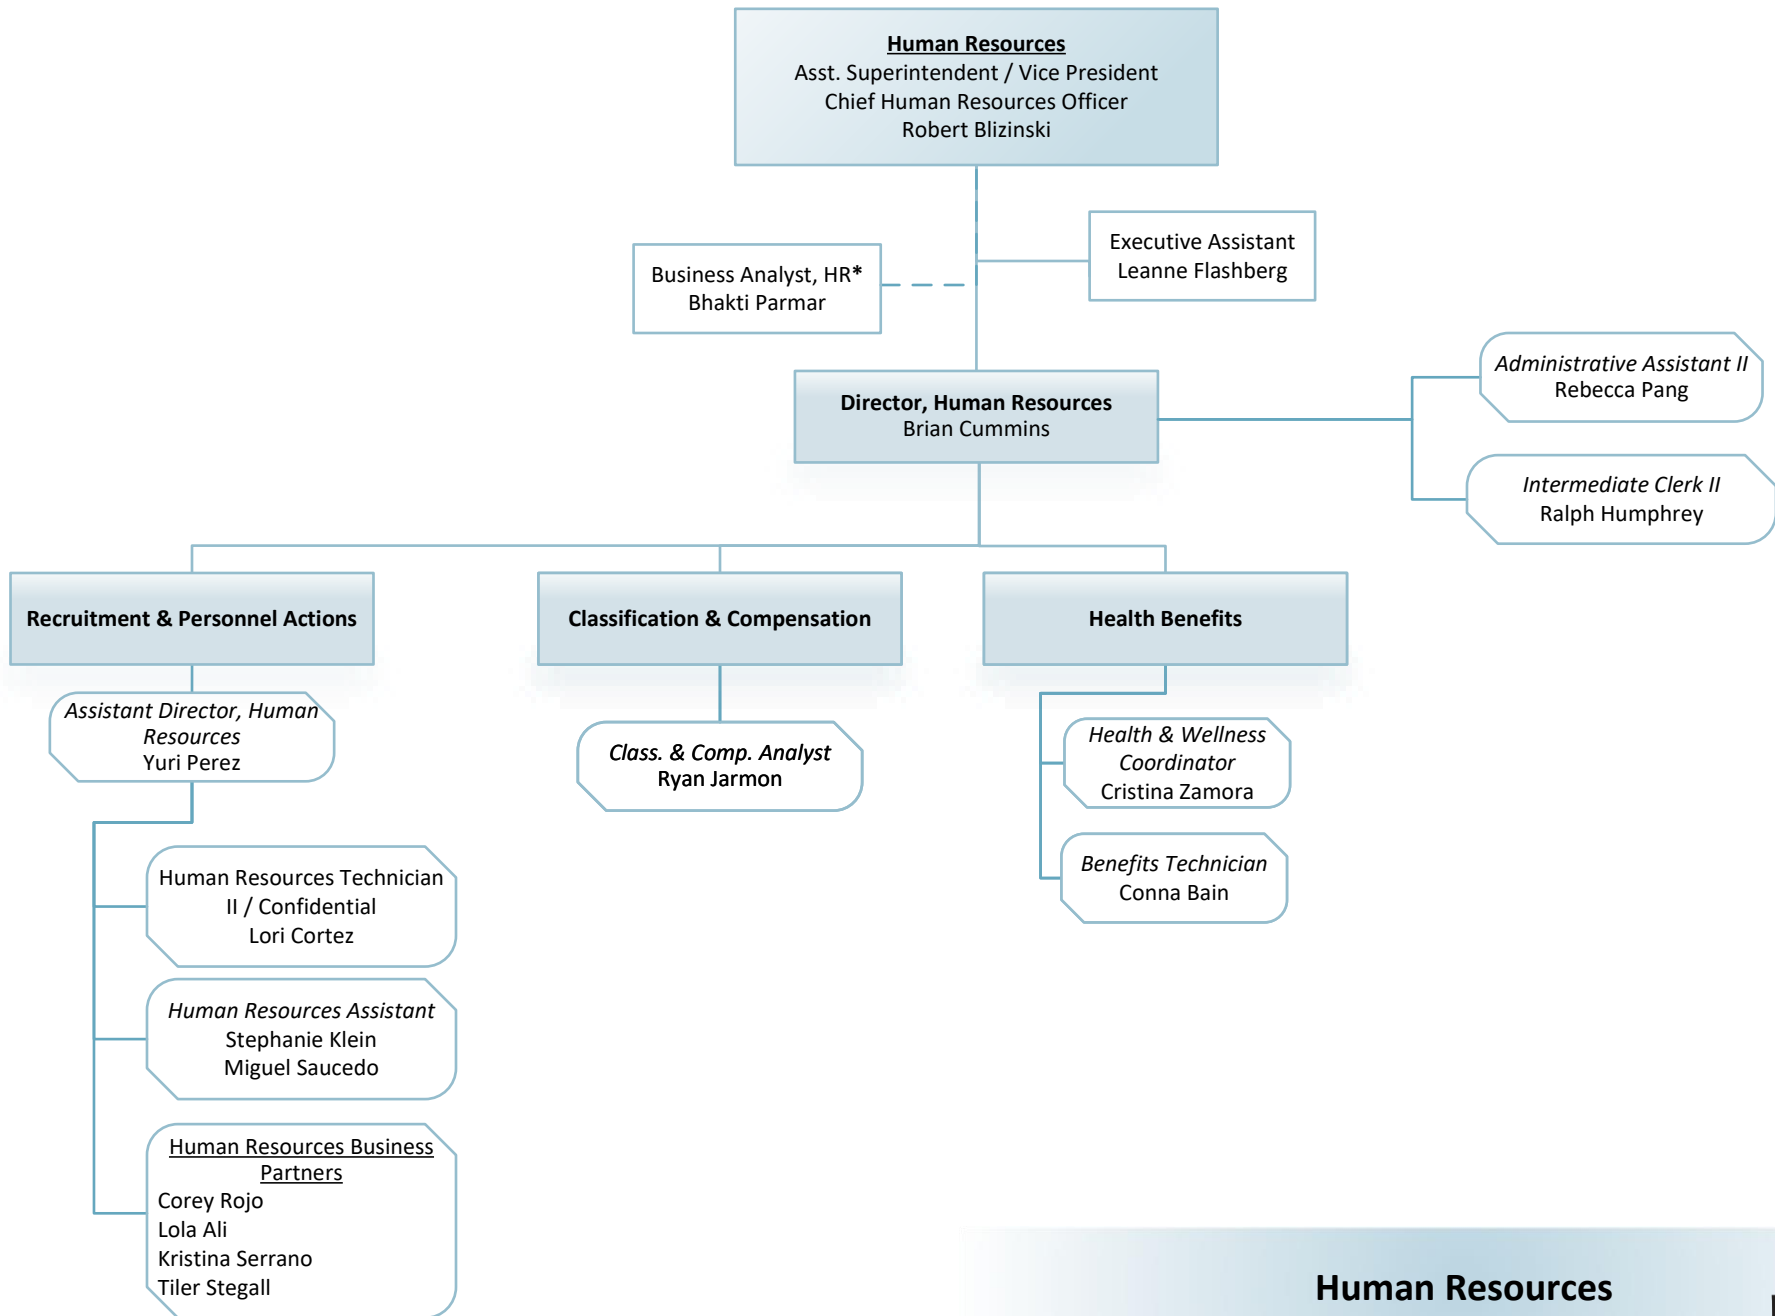 Human Resources
Asst. Superintendent / Vice President
Chief Human Resources Officer
Robert Blizinski
Executive Assistant
Leanne Flashberg
Business Analyst, HR*
Bhakti Parmar
Director, Human Resources
Brian Cummins
Administrative Assistant II
Rebecca Pang
Intermediate Clerk II
Ralph Humphrey
Recruitment & Personnel Actions
Classification & Compensation
Health Benefits
Assistant Director, Human
Resources
Yuri Perez
Class. & Comp. Analyst
Ryan Jarmon
Health & Wellness
Coordinator
Cristina Zamora
Benefits Technician
Conna Bain
Human Resources Technician
II / Confidential
Lori Cortez
Human Resources Assistant
Stephanie Klein
Miguel Saucedo
Human Resources Business
Partners
Corey Rojo
Lola Ali
Kristina Serrano
Tiler Stegall
Human Resources